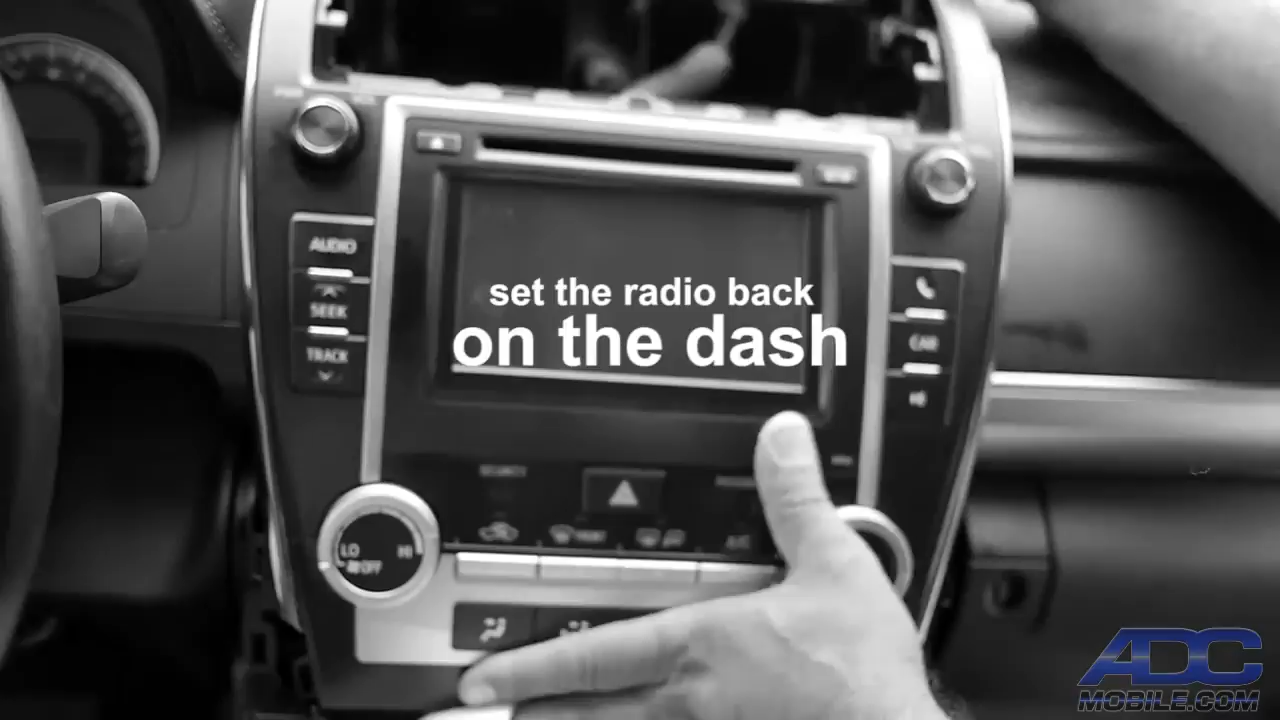 AUDIO
SEEK
TRACK
set the radio back
on the dash
CAR
LO
HI
OFF
ADC
MOBILE.COM